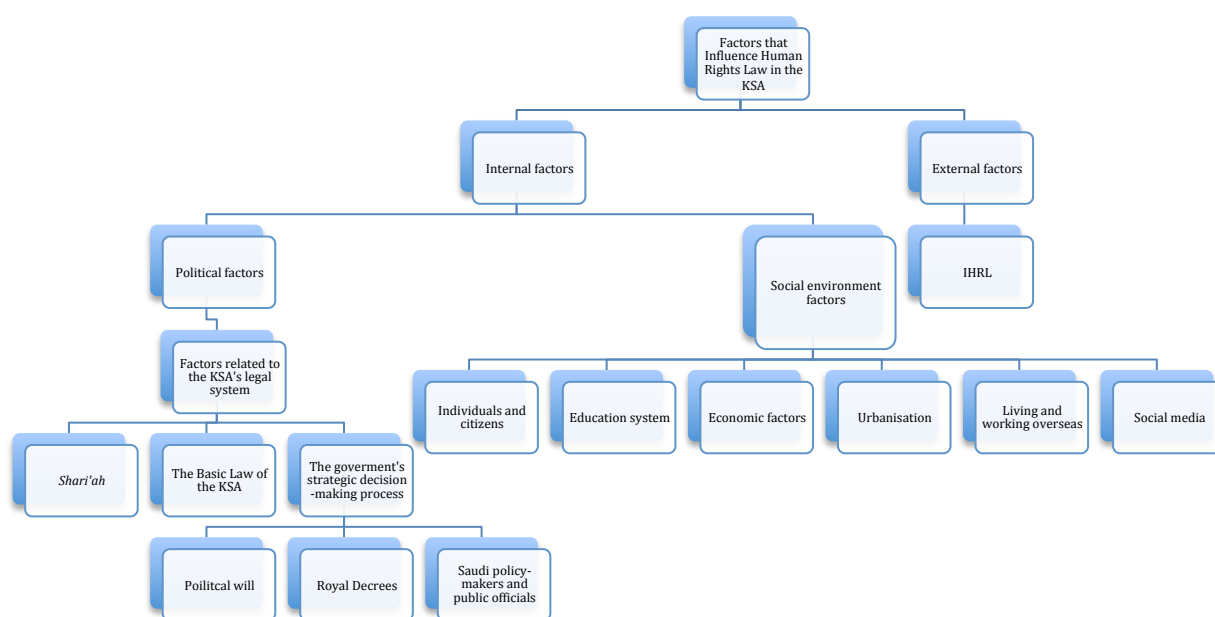 Factors that
Influence Human
Rights Law in the
KSA
Internal factors
External factors
Political factors
Social environment
factors
IHRL
Factors related to
the KSA's legal
system
Individuals and
citizens
Education system
Economic factors
Urbanisation
Living and
working overseas
Social media
Shari'ah
The Basic Law of
the KSA
The goverment's
strategic decision
-making process
Poilitcal will
Royal Decrees
Saudi policy-
makers and
public officials